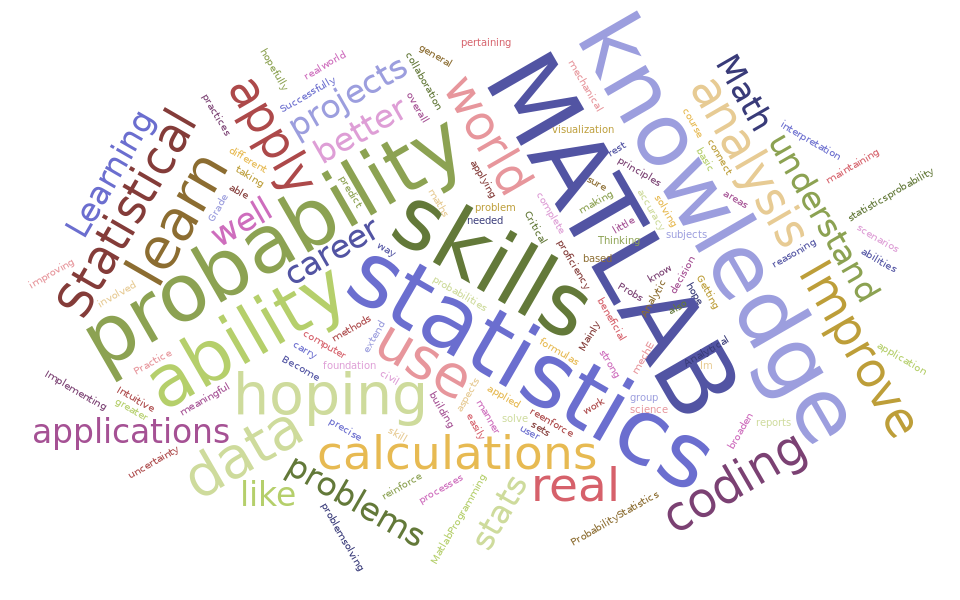 pertaining
general
hopefully
realworld
collaboration
mechanical
Math
knowledge
MATLAB
projects
world
analysis
apply
Successfully
practices
overall
better
course
Learning
Statistical
probability
visualization
rest
connect
basic
interpretation
understand
maintaining
different
taking
learn
able
predict
applying
principles
sure
statisticsprobability
Grade
well
skills
maths
problem
needed
complete
making
accuracy
solving
areas
career
Critical
little
subjects
scenarios
way
Thinking
reasoning
abilities
improving
involved
ability
statistics
probabilities
proficiency
based
know
decision
Probs
Analytic
hope
Getting
Improve
methods
computer
extend
beneficial
Mainly
carry
Practice
Become
foundation
use
formulas
strong
mechE
application
Implementing
Intuitive
greater
meaningful
hoping
civil
aspects
applied
work
group
science
building
manner
easily
solve
reenforce
sets
user
broaden
reports
applications
data
precise
skill
calculations
coding
uncertainty
problems
reinforce
processes
real
like
stats
MatlabProgramming
problemsolving
ProbabilityStatistics